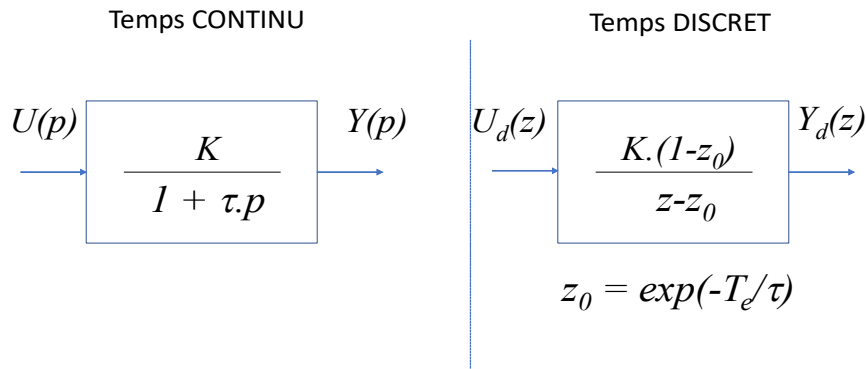 Temps CONTINU
U(p)
K
1 + τ.p
Y(p)
Temps DISCRET
U_d(z)
K.(1-z_0)
z-z_0
Y_d(z)
z_0 = exp(-T_e/τ)